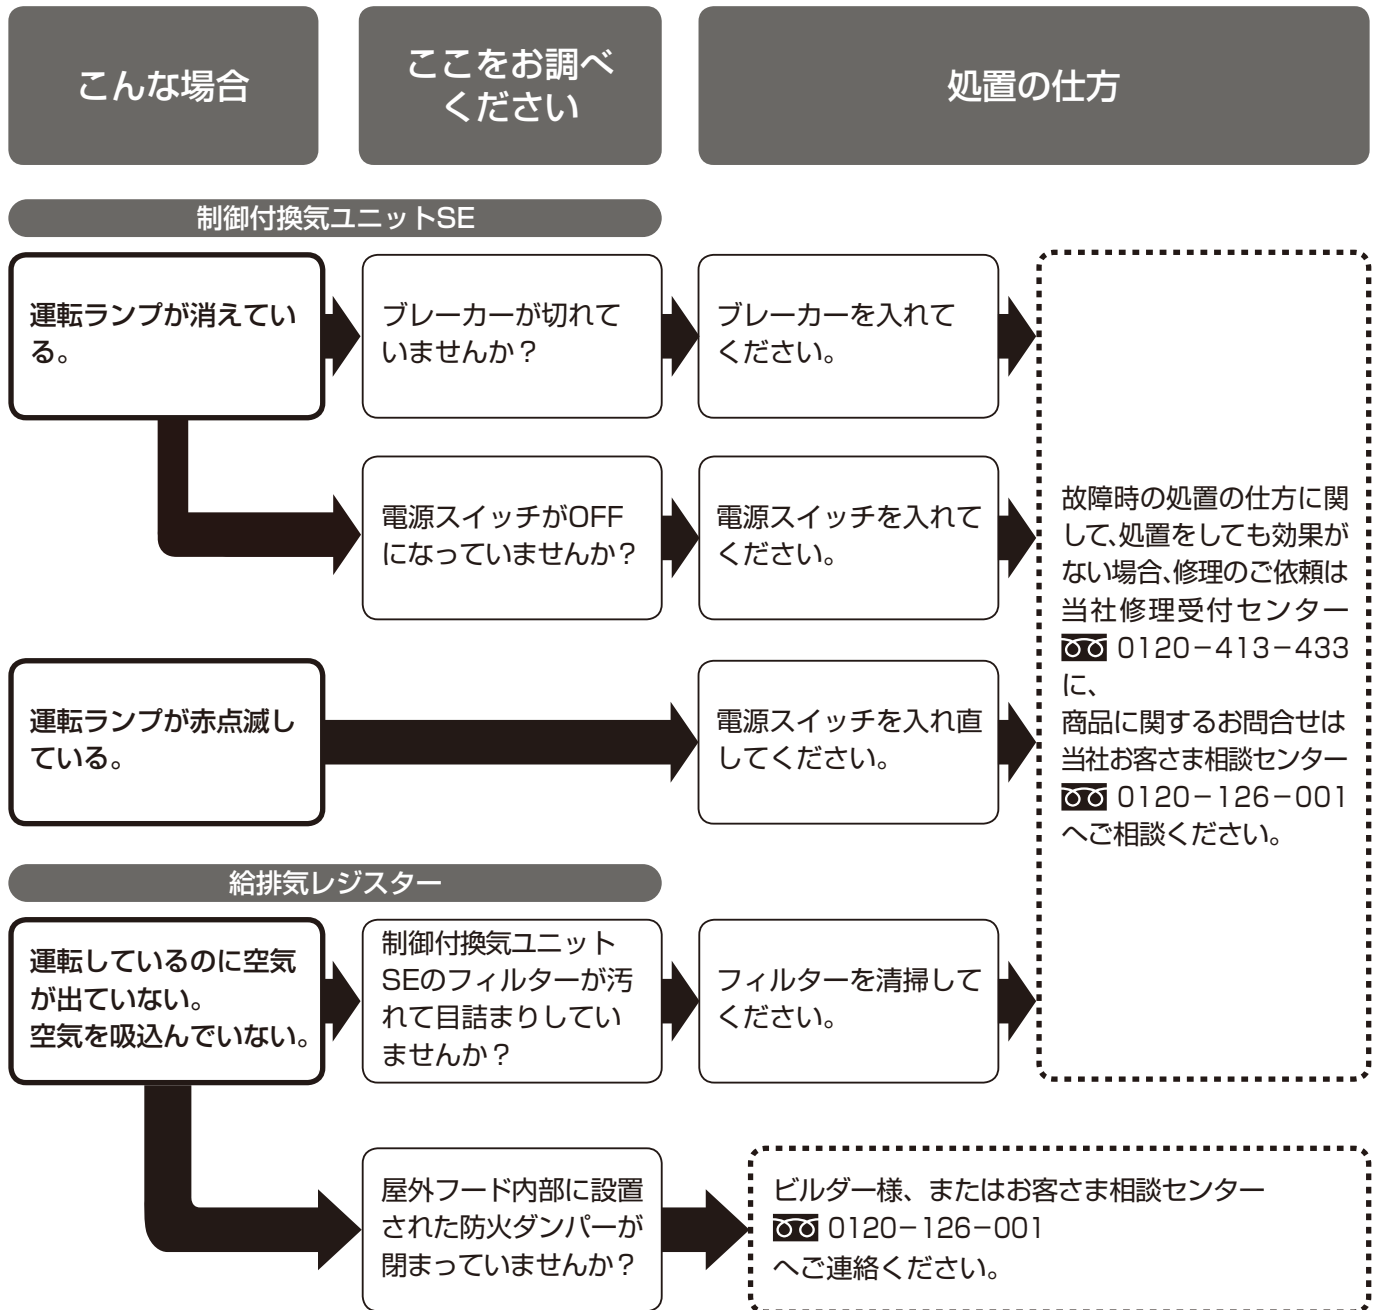 こんな場合
ここをお調べ
ください
処置の仕方
制御付換気ユニットSE
運転ランプが消えてい
る。
ブレーカーが切れて
いませんか？
ブレーカーを入れて
ください。
電源スイッチがOFF
になっていませんか？
電源スイッチを入れて
ください。
運転ランプが赤点滅し
ている。
電源スイッチを入れ直
してください。
故障時の処置の仕方に関
して、処置をしても効果が
ない場合、修理のご依頼は
当社修理受付センター
0120−413−433
に、
商品に関するお問合せは
当社お客さま相談センター
0120−126−001
へご相談ください。
給排気レジスター
運転しているのに空気
が出ていない。
空気を吸込んでいない。
制御付換気ユニット
SEのフィルターが汚
れて目詰まりしてい
ませんか？
フィルターを清掃して
ください。
屋外フード内部に設置
された防火ダンパーが
閉まっていませんか？
ビルダー様、またはお客さま相談センター
0120−126−001
へご連絡ください。